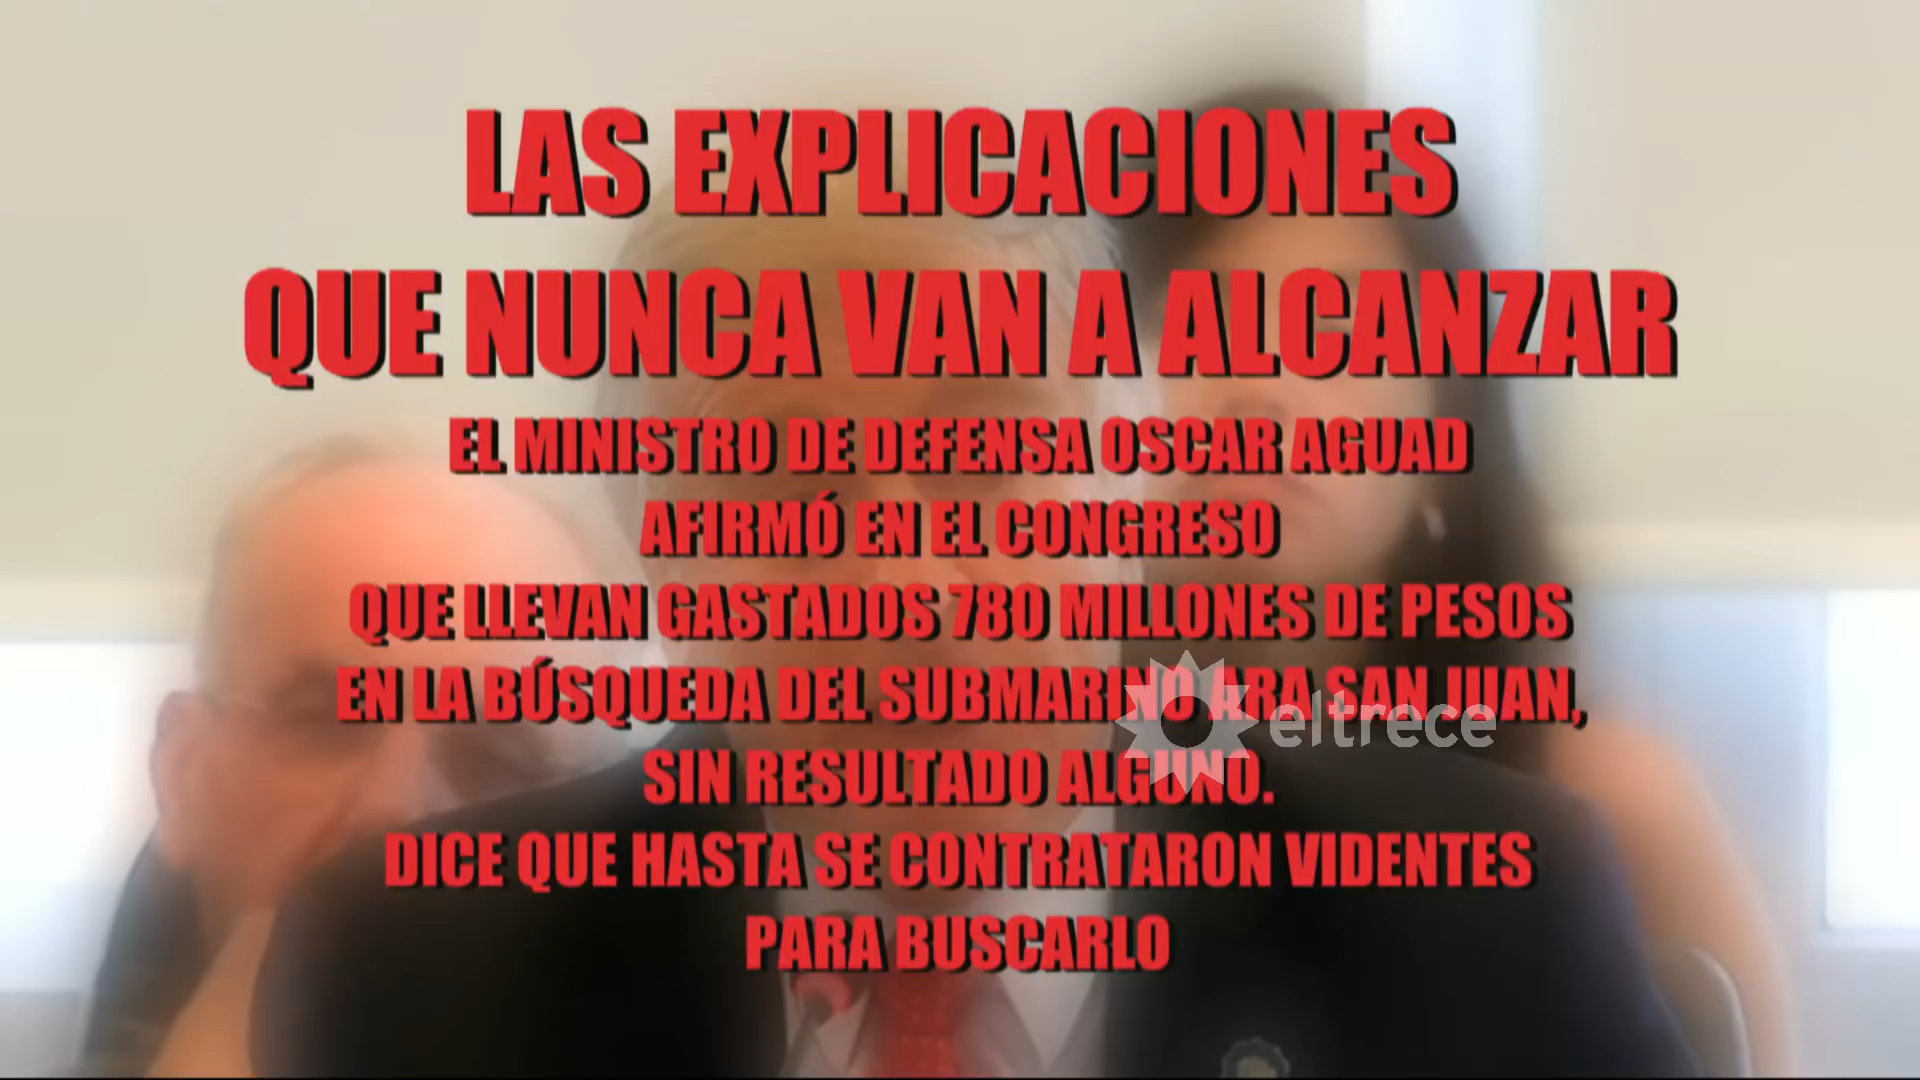 LAS EXPLICACIONES
QUE NUNCA VAN A ALCANZAR
EL MINISTRO DE DEFENSA OSCAR AGUAD
AFIRMÓ EN EL CONGRESO
QUE LLEVAN GASTADOS 780 MILLONES DE PESOS
EN LA BÚSQUEDA DEL SUBMARINO ARA SAN JUAN,
eltrece
SIN RESULTADO ALGUNO.
DICE QUE HASTA SE CONTRATARON VIDENTES
PARA BUSCARLO